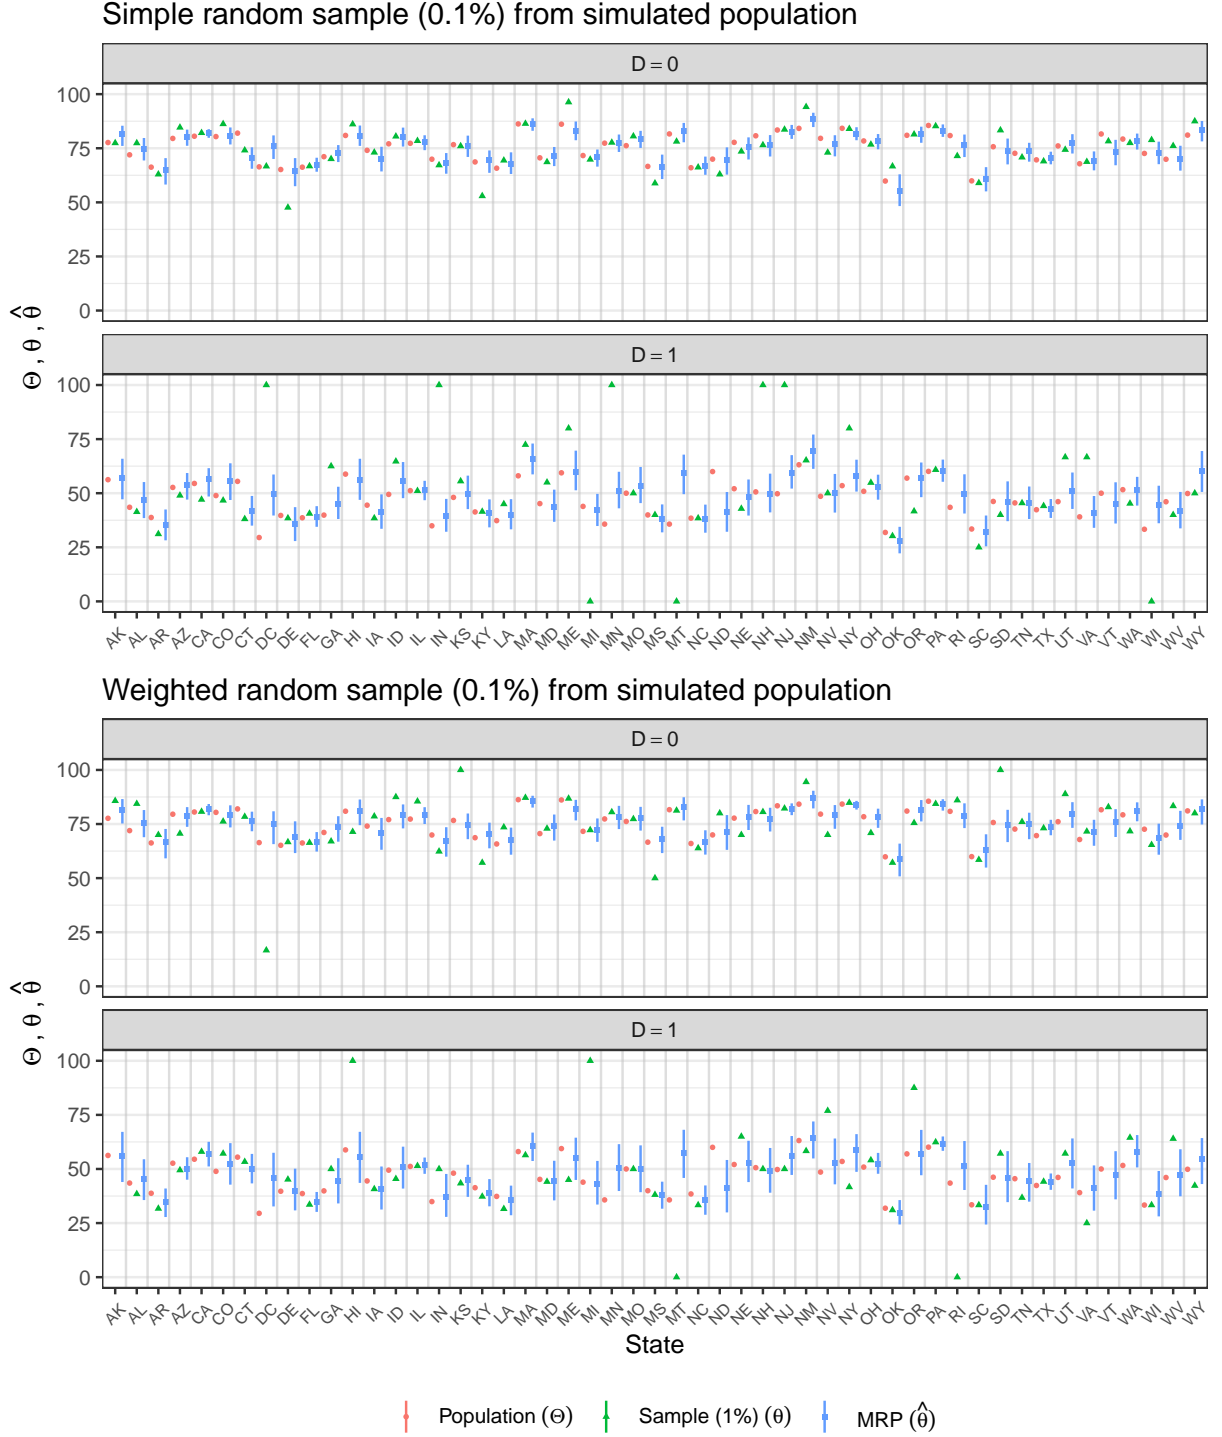 Simple random sample (0.1%) from simulated population
D = 0
100
75
50
25
0
D = 1
100
75
50
25
0
Θ , θ , θ̂
AK AL AR AZ CA CO CT DC DE FL GA HI IA ID IL IN KS KY LA MA MD ME MI MN MO MS MT NC ND NE NH NJ NM NV NY OH OK OR PA RI SC SD TN TX UT VA VT WA WI WV WY
Weighted random sample (0.1%) from simulated population
D = 0
100
75
50
25
0
D = 1
100
75
50
25
0
Θ , θ , θ̂
AK AL AR AZ CA CO CT DC DE FL GA HI IA ID IL IN KS KY LA MA MD ME MI MN MO MS MT NC ND NE NH NJ NM NV NY OH OK OR PA RI SC SD TN TX UT VA VT WA WI WV WY
State
Population (Θ) Sample (1%) (θ) MRP (θ̂)